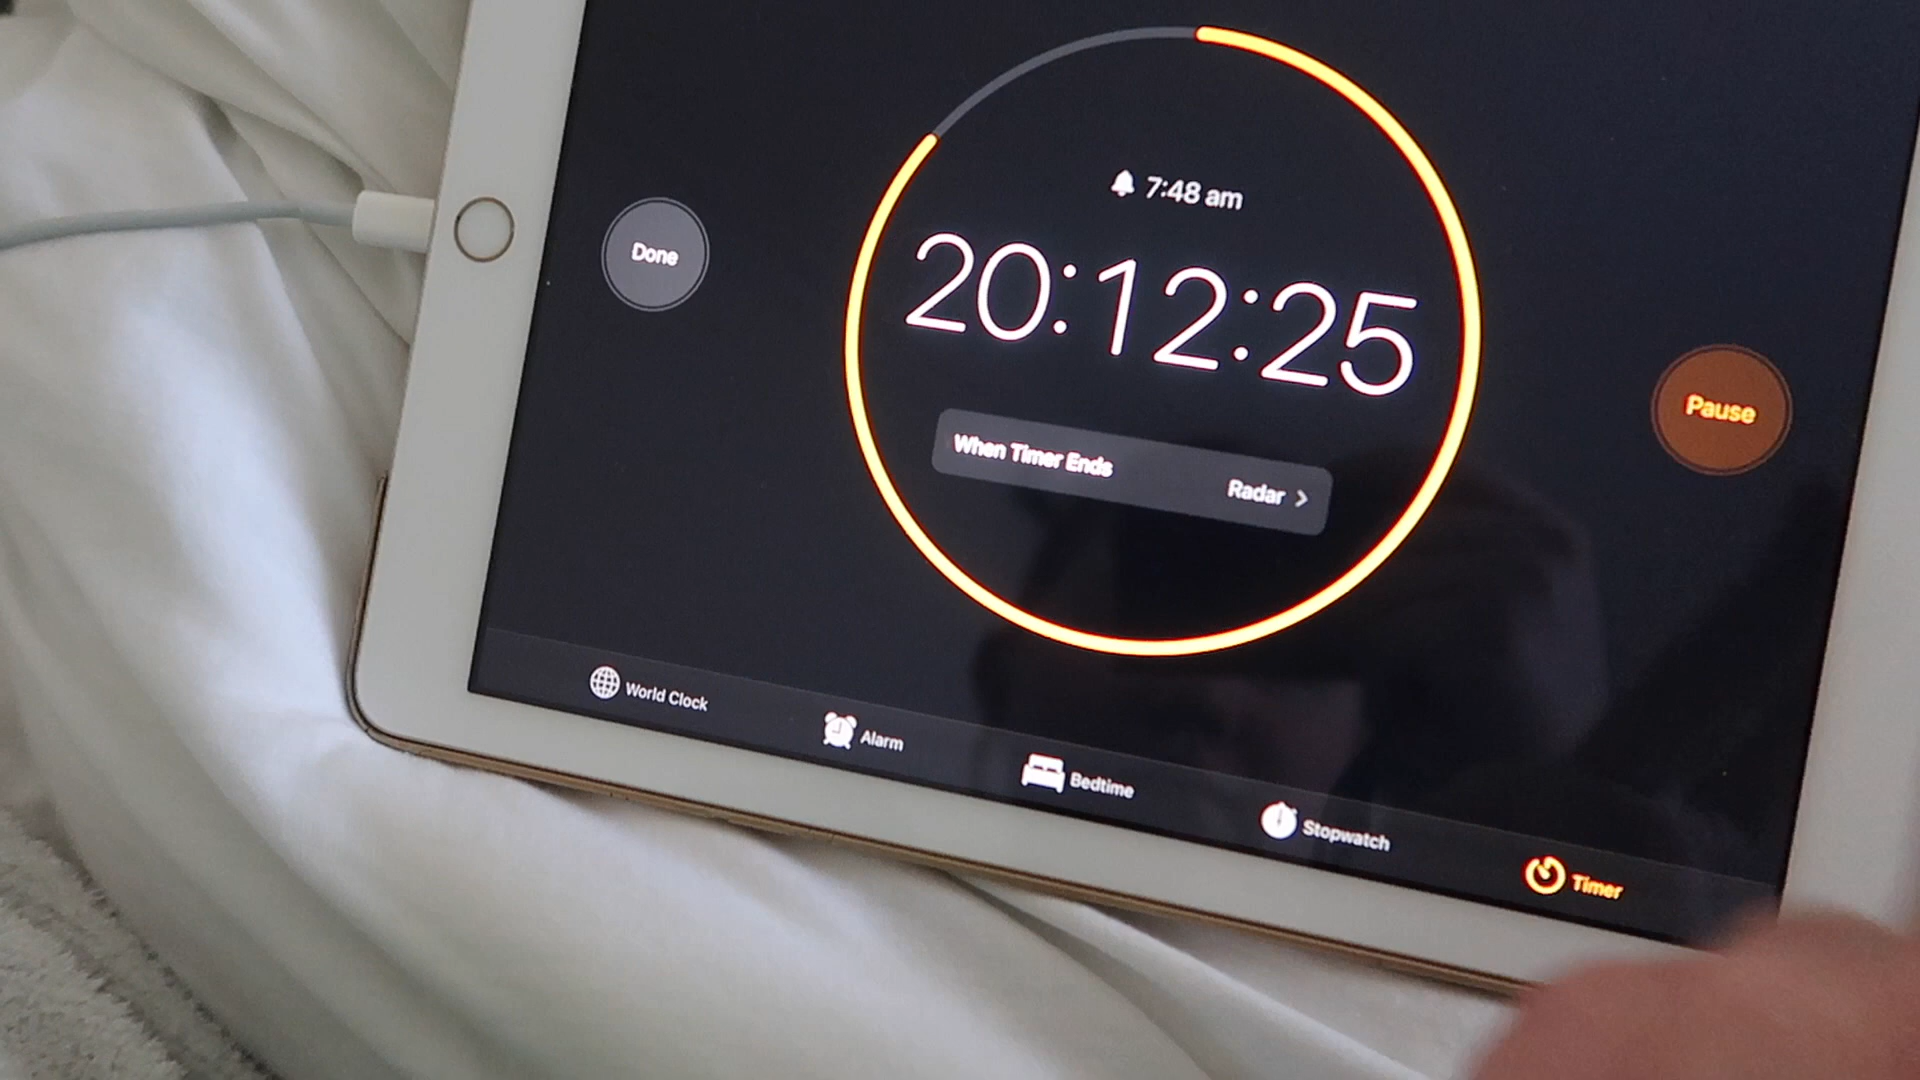 7:48 am
Done
20:12:25
Pause
When Timer Ends
Radar >
World Clock
Alarm
Bedtime
Stopwatch
Timer